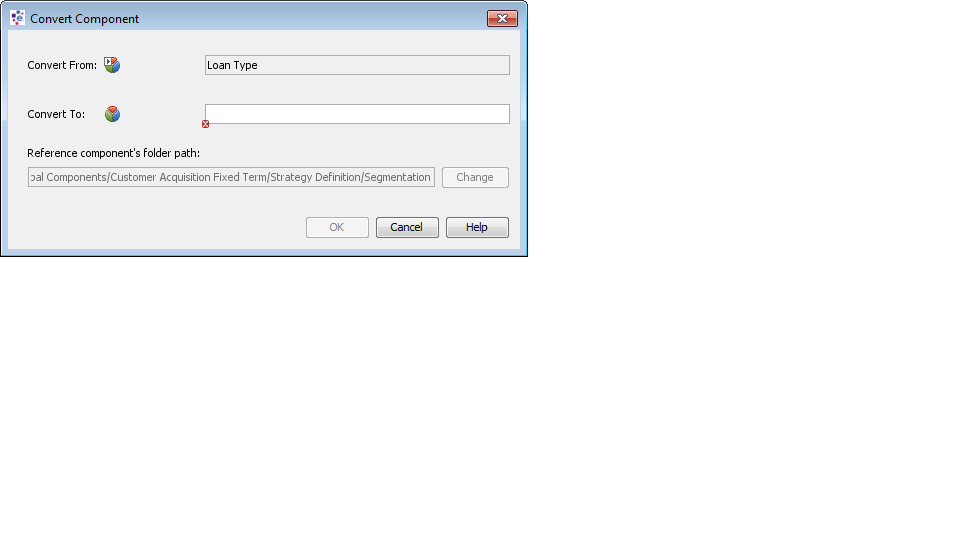 Convert Component
Convert From:
Loan Type
Convert To:
Reference component's folder path:
Components/Customer Acquisition Fixed Term/Strategy Definition/Segmentation
Change
OK
Cancel
Help